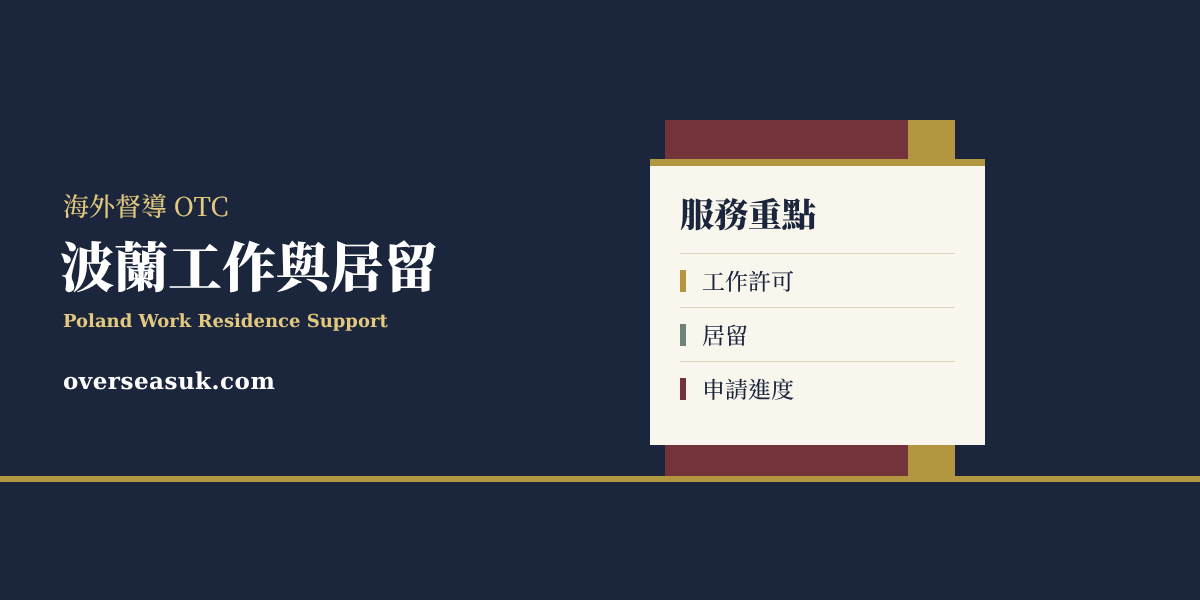 海外督導 OTC
波蘭工作與居留
Poland Work Residence Support
overseasuk.com
服務重點
工作許可
居留
申請進度